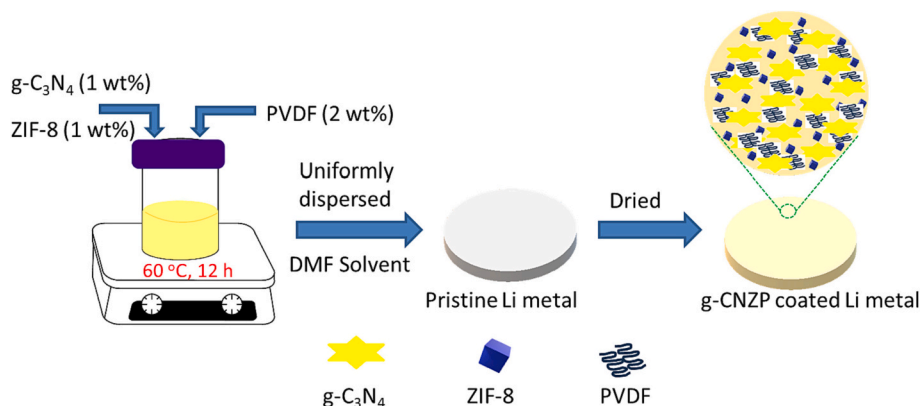 g-C₃N₄ (1 wt%)
ZIF-8 (1 wt%)
PVDF (2 wt%)
60 °C, 12 h
Uniformly
dispersed
DMF Solvent
Pristine Li metal
Dried
g-CNZP coated Li metal
g-C₃N₄
ZIF-8
PVDF